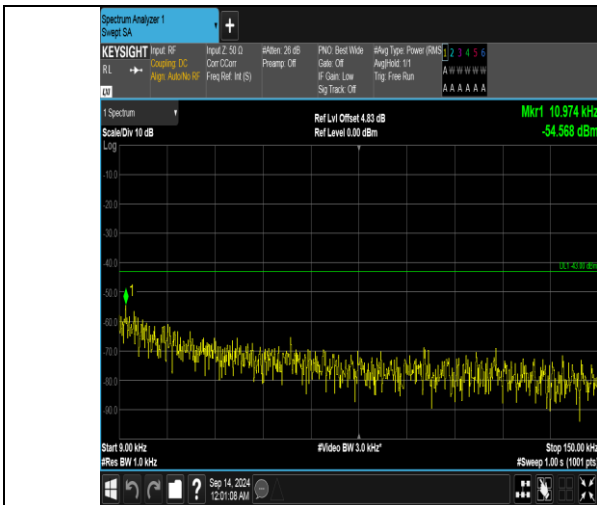 Spectrum Analyzer 1
Swept SA
+
KEYSIGHT Input: RF Input Z: 50 Ω #Atten: 26 dB PNO: Best Wide #Avg Type: Power (RMS 1 2 3 4 5 6
RL Coupling: DC Corr CCorr Preamp: Off Gate: Off Avg|Hold: 1/1 A W W W W W
Align: Auto/No RF Freq Ref: Int (S) IF Gain: Low Trig: Free Run
LXI Sig Track: Off A A A A A A
1 Spectrum Ref Lvl Offset 4.83 dB Mkr1 10.974 kHz
Scale/Div 10 dB Ref Level 0.00 dBm -54.568 dBm
Log
-10.0
-20.0
-30.0
-40.0
DL1 -43.00 dBm
1
-50.0
-60.0
-70.0
-80.0
-90.0
Start 9.00 kHz #Video BW 3.0 kHz* Stop 150.00 kHz
#Res BW 1.0 kHz #Sweep 1.00 s (1001 pts)
? Sep 14, 2024
12:01:08 AM